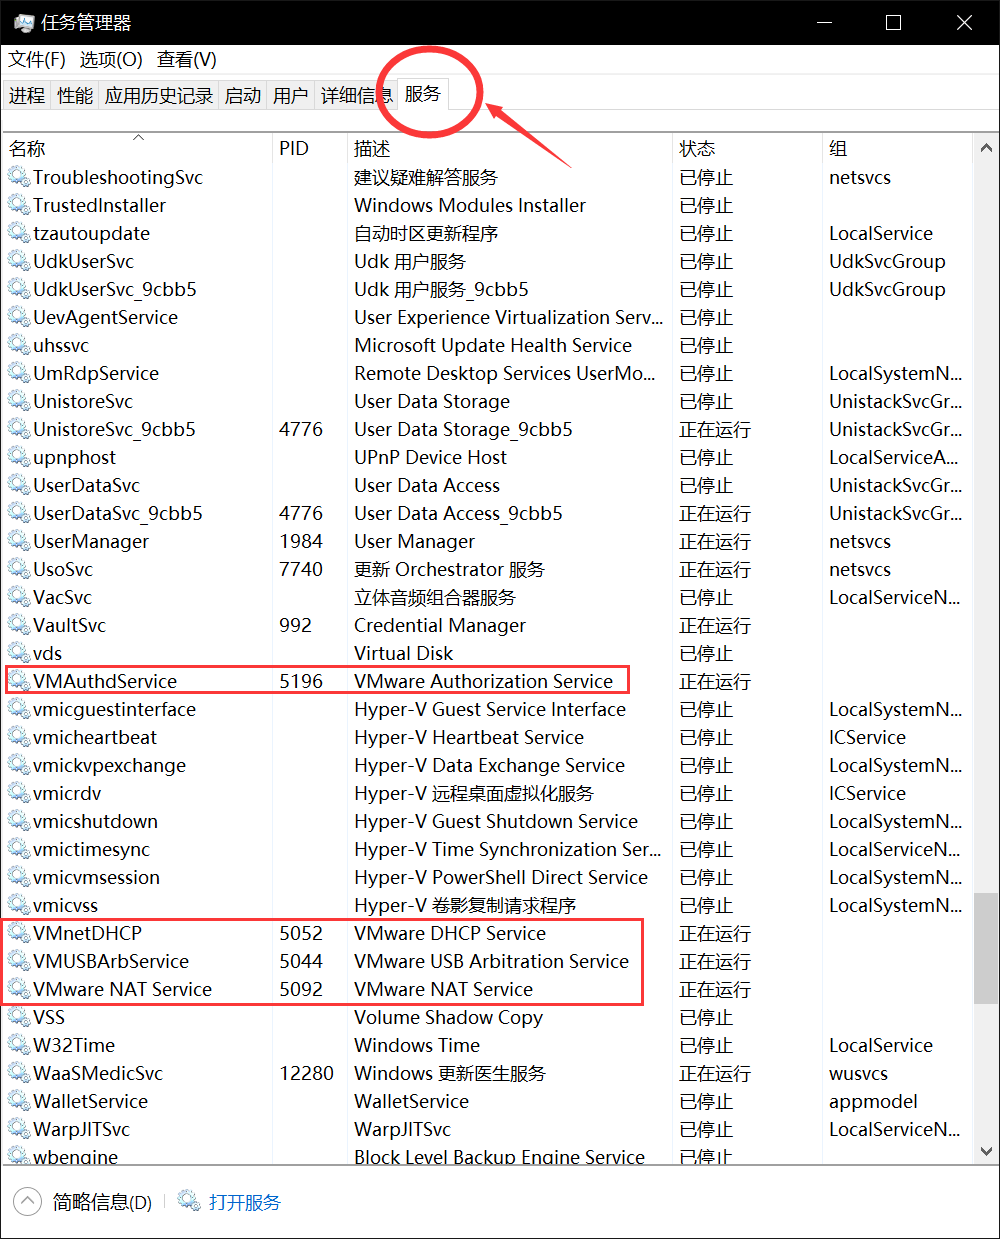 任务管理器
文件(F) 选项(O) 查看(V)
进程 性能 应用历史记录 启动 用户 详细信息 服务
名称 PID 描述 状态 组
TroubleshootingSvc 建议疑难解答服务 已停止 netsvcs
TrustedInstaller Windows Modules Installer 已停止
tzautoupdate 自动时区更新程序 已停止 LocalService
UdkUserSvc Udk 用户服务 已停止 UdkSvcGroup
UdkUserSvc_9cbb5 Udk 用户服务_9cbb5 已停止 UdkSvcGroup
UevAgentService User Experience Virtualization Serv... 已停止
uhssvc Microsoft Update Health Service 已停止
UmRdpService Remote Desktop Services UserMo... 已停止 LocalSystemN...
UnistoreSvc User Data Storage 已停止 UnistackSvcGr...
UnistoreSvc_9cbb5 4776 User Data Storage_9cbb5 正在运行 UnistackSvcGr...
upnphost UPnP Device Host 已停止 LocalServiceA...
UserDataSvc User Data Access 已停止 UnistackSvcGr...
UserDataSvc_9cbb5 4776 User Data Access_9cbb5 正在运行 UnistackSvcGr...
UserManager 1984 User Manager 正在运行 netsvcs
UsoSvc 7740 更新 Orchestrator 服务 正在运行 netsvcs
VacSvc 立体音频组合器服务 已停止 LocalServiceN...
VaultSvc 992 Credential Manager 正在运行
vds Virtual Disk 已停止
VMAuthdService 5196 VMware Authorization Service 正在运行
vmicguestinterface Hyper-V Guest Service Interface 已停止 LocalSystemN...
vmicheartbeat Hyper-V Heartbeat Service 已停止 ICService
vmickvpexchange Hyper-V Data Exchange Service 已停止 LocalSystemN...
vmicrdv Hyper-V 远程桌面虚拟化服务 已停止 ICService
vmicshutdown Hyper-V Guest Shutdown Service 已停止 LocalSystemN...
vmictimesync Hyper-V Time Synchronization Ser... 已停止 LocalServiceN...
vmicvmsession Hyper-V PowerShell Direct Service 已停止 LocalSystemN...
vmicvss Hyper-V 卷影复制请求程序 已停止 LocalSystemN...
VMnetDHCP 5052 VMware DHCP Service 正在运行
VMUSBArbService 5044 VMware USB Arbitration Service 正在运行
VMware NAT Service 5092 VMware NAT Service 正在运行
VSS Volume Shadow Copy 已停止
W32Time Windows Time 已停止 LocalService
WaaSMedicSvc 12280 Windows 更新医生服务 正在运行 wusvcs
WalletService WalletService 已停止 appmodel
WarpJITSvc WarpJITSvc 已停止 LocalServiceN...
wbengine Block Level Backup Engine Service 已停止
简略信息(D) 打开服务